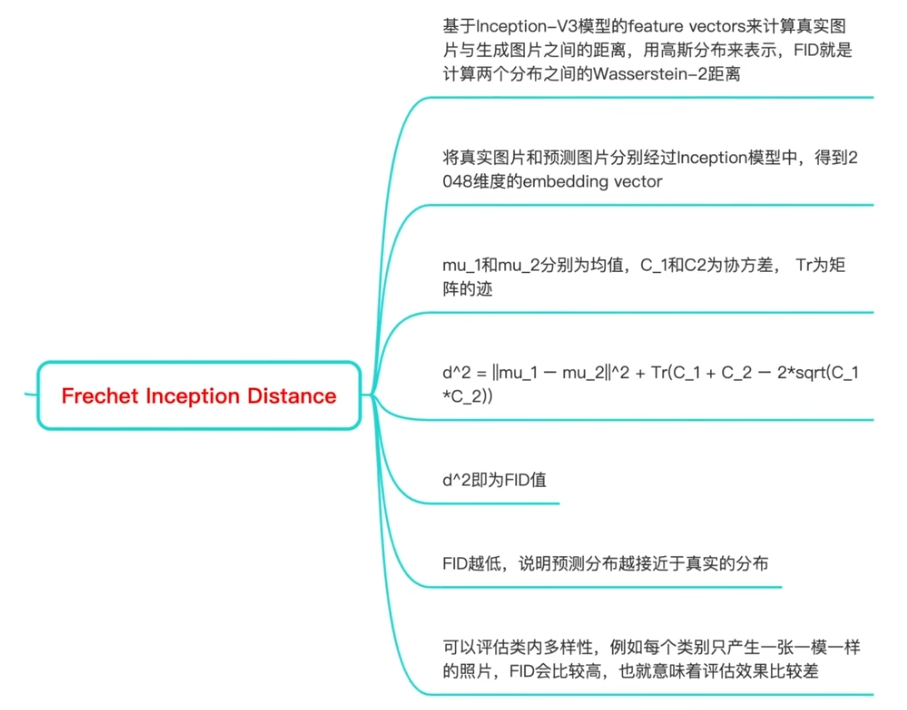 基于Inception-V3模型的feature vectors来计算真实图
片与生成图片之间的距离，用高斯分布来表示，FID就是
计算两个分布之间的Wasserstein-2距离
将真实图片和预测图片分别经过Inception模型中，得到2
048维度的embedding vector
mu_1和mu_2分别为均值，C_1和C2为协方差， Tr为矩
阵的迹
Frechet Inception Distance
d^2 = ||mu_1 − mu_2||^2 + Tr(C_1 + C_2 − 2*sqrt(C_1
*C_2))
d^2即为FID值
FID越低，说明预测分布越接近于真实的分布
可以评估类内多样性，例如每个类别只产生一张一模一样
的照片，FID会比较高，也就意味着评估效果比较差